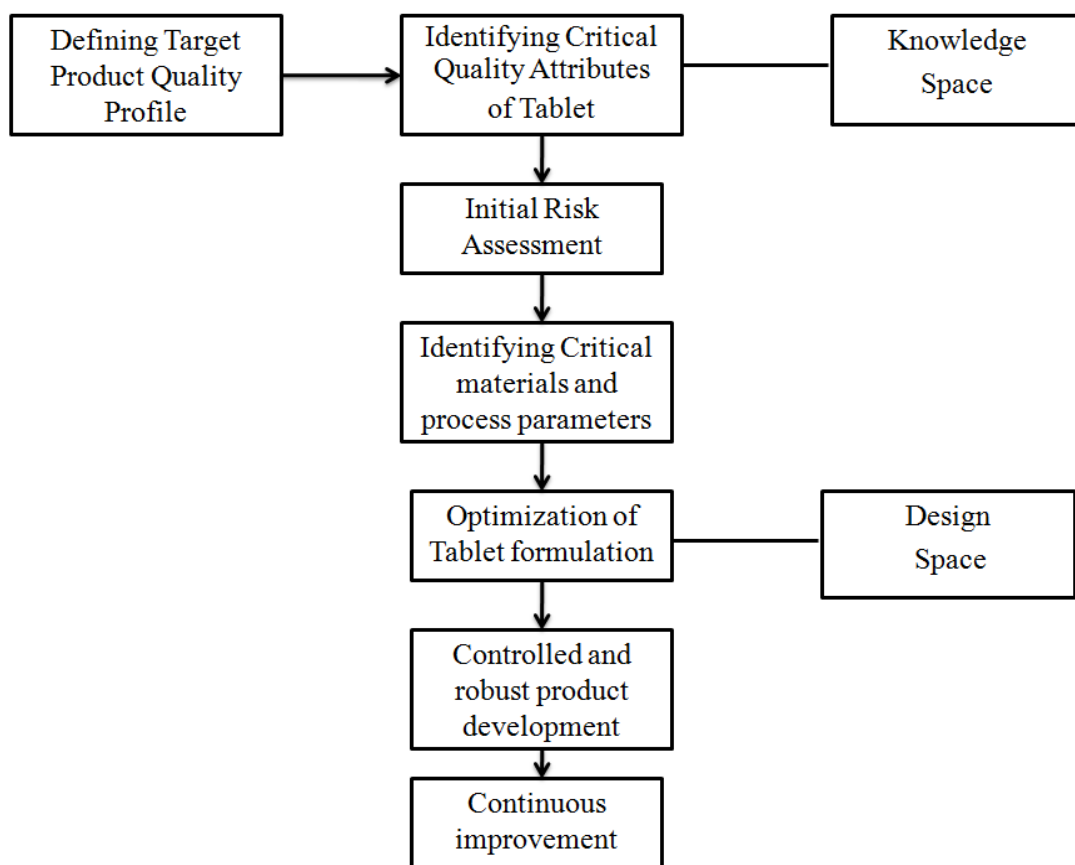 Defining Target
Product Quality
Profile
Identifying Critical
Quality Attributes
of Tablet
Knowledge
Space
Initial Risk
Assessment
Identifying Critical
materials and
process parameters
Optimization of
Tablet formulation
Design
Space
Controlled and
robust product
development
Continuous
improvement